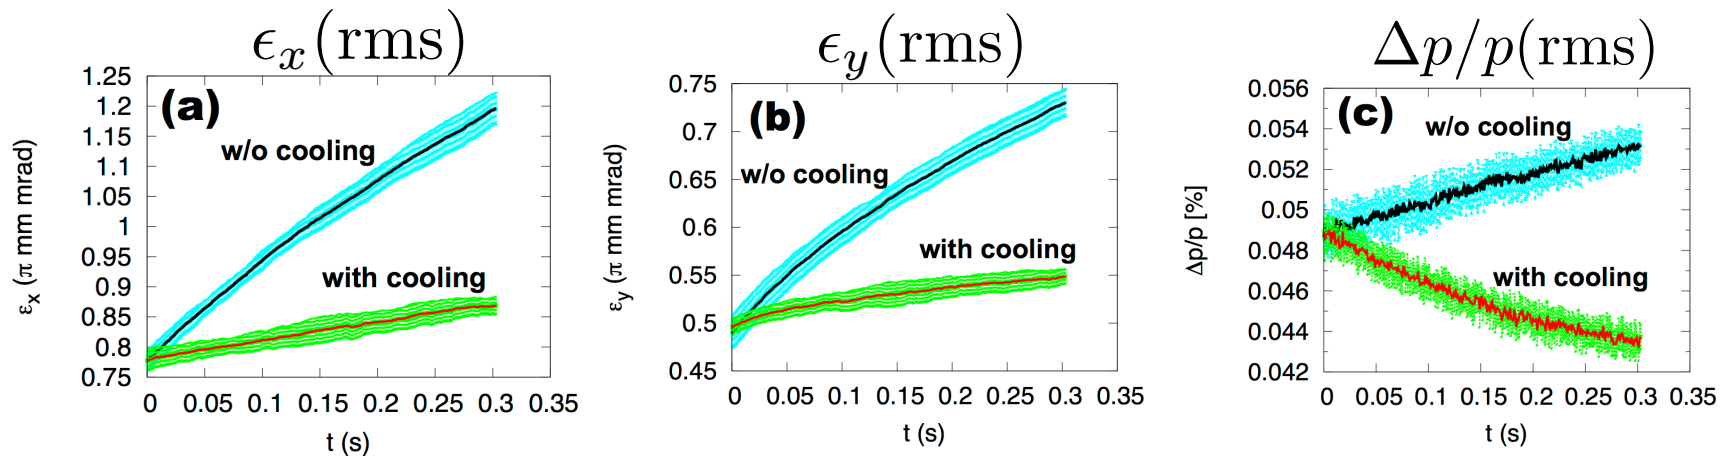 ϵx(rms)
(a)
w/o cooling
with cooling
εx (π mm mrad)
1.25
1.2
1.15
1.1
1.05
1
0.95
0.9
0.85
0.8
0.75
0 0.05 0.1 0.15 0.2 0.25 0.3 0.35
t (s)
ϵy(rms)
(b)
w/o cooling
with cooling
εy (π mm mrad)
0.75
0.7
0.65
0.6
0.55
0.5
0.45
0 0.05 0.1 0.15 0.2 0.25 0.3 0.35
t (s)
Δp/p(rms)
(c)
w/o cooling
with cooling
Δp/p [%]
0.056
0.054
0.052
0.05
0.048
0.046
0.044
0.042
0 0.05 0.1 0.15 0.2 0.25 0.3 0.35
t (s)